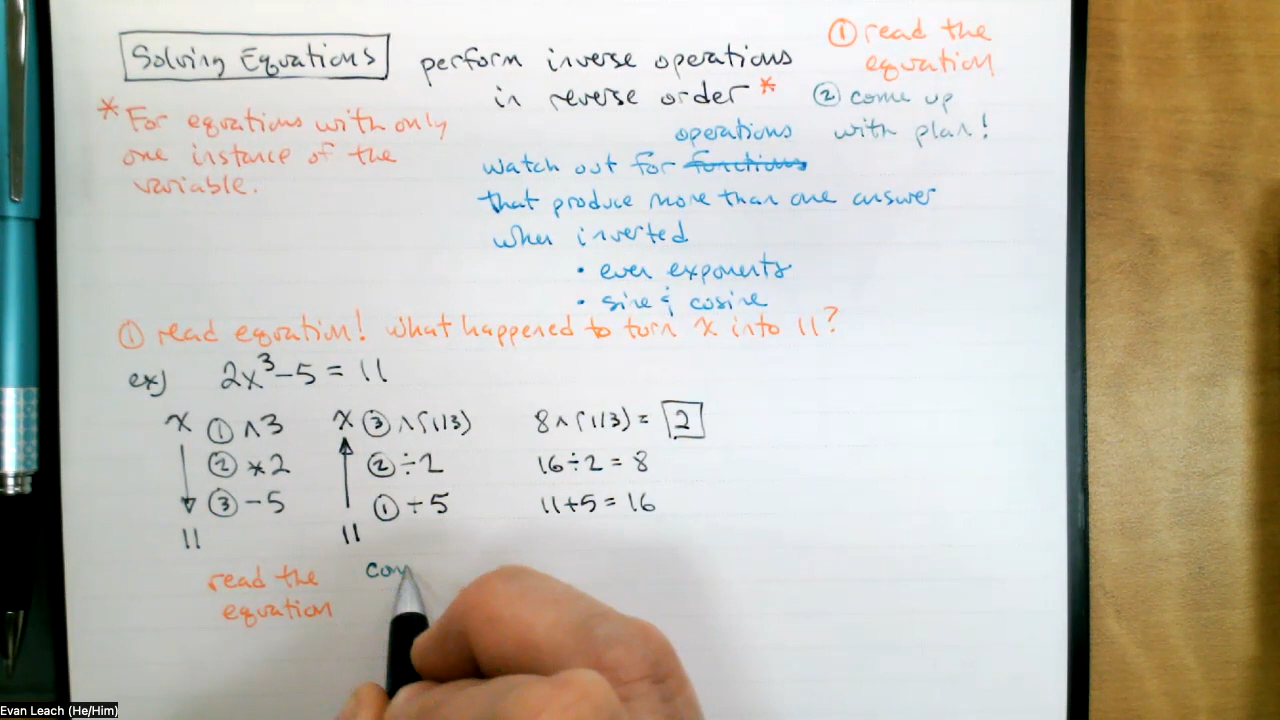 Solving Equations perform inverse operations
in reverse order *
① read the
equation
② come up
with plan!
* For equations with only
one instance of the
variable.
operations
watch out for functions
that produce more than one answer
when inverted
• even exponents
• sine & cosine
① read equation! what happened to turn x into 11?
ex) 2x³-5 = 11
x ① ^3 x ③ ^(1/3) 8^(1/3) = 2
② *2 ② ÷2 16÷2 = 8
③ -5 ① +5 11+5 = 16
11 11
read the
equation
com
Evan Leach (He/Him)